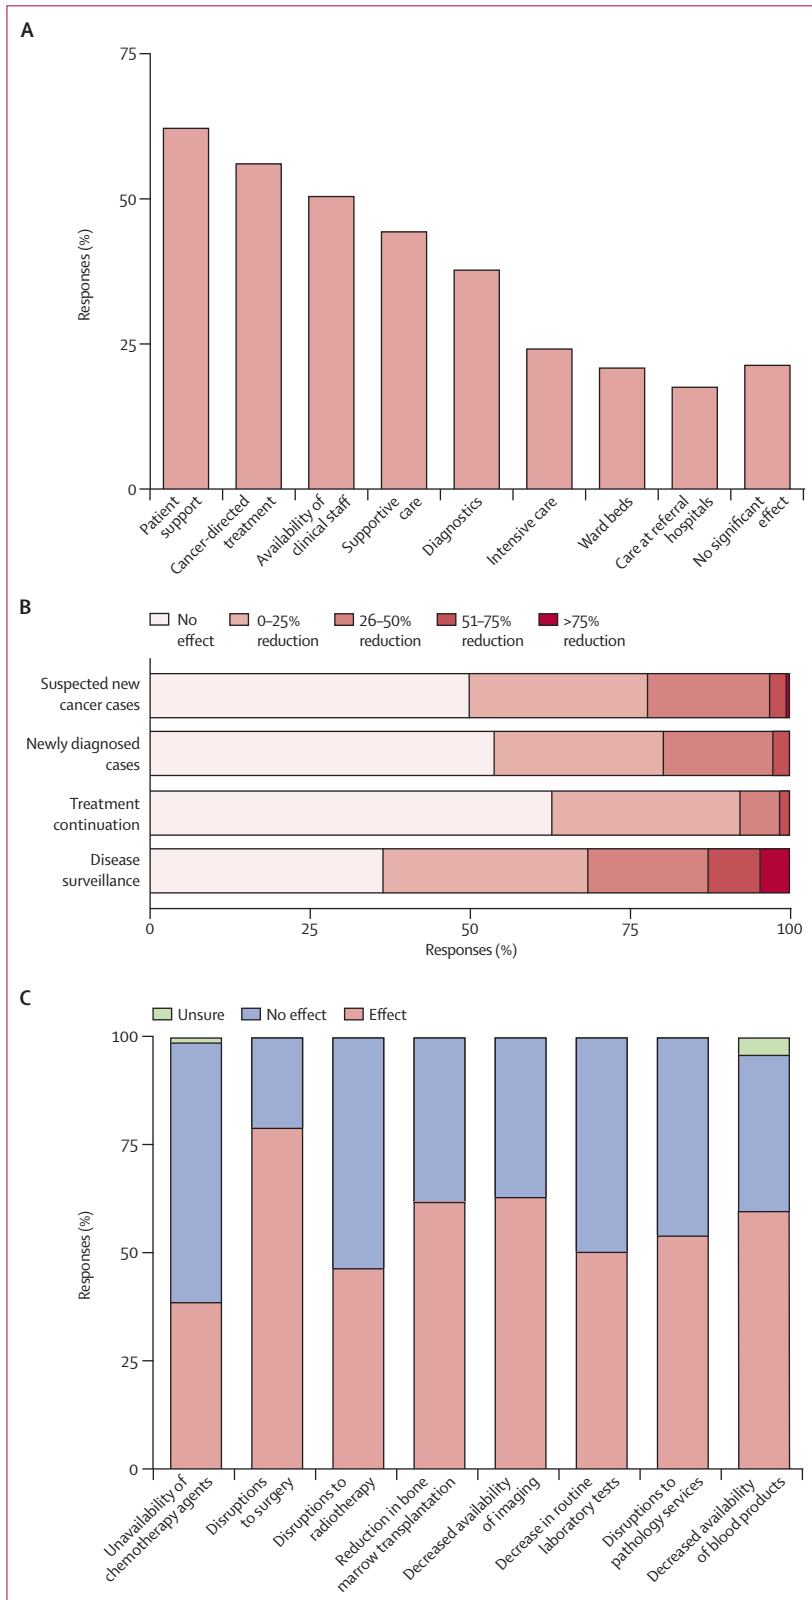 A
75
50
25
0
Responses (%)
Patient
support
Cancer-directed
treatment
Availability of
clinical staff
Supportive
care
Diagnostics
Intensive care
Ward beds
Care at referral
hospitals
No significant
effect
B
No
effect
0–25%
reduction
26–50%
reduction
51–75%
reduction
>75%
reduction
Suspected new
cancer cases
Newly diagnosed
cases
Treatment
continuation
Disease
surveillance
0
25
50
75
100
Responses (%)
C
Unsure
No effect
Effect
100
75
50
25
0
Responses (%)
Unavailability of
chemotherapy agents
Disruptions
to surgery
Disruptions to
radiotherapy
Reduction in bone
marrow transplantation
Decreased availability
of imaging
Decrease in routine
laboratory tests
Disruptions to
pathology services
Decreased availability
of blood products